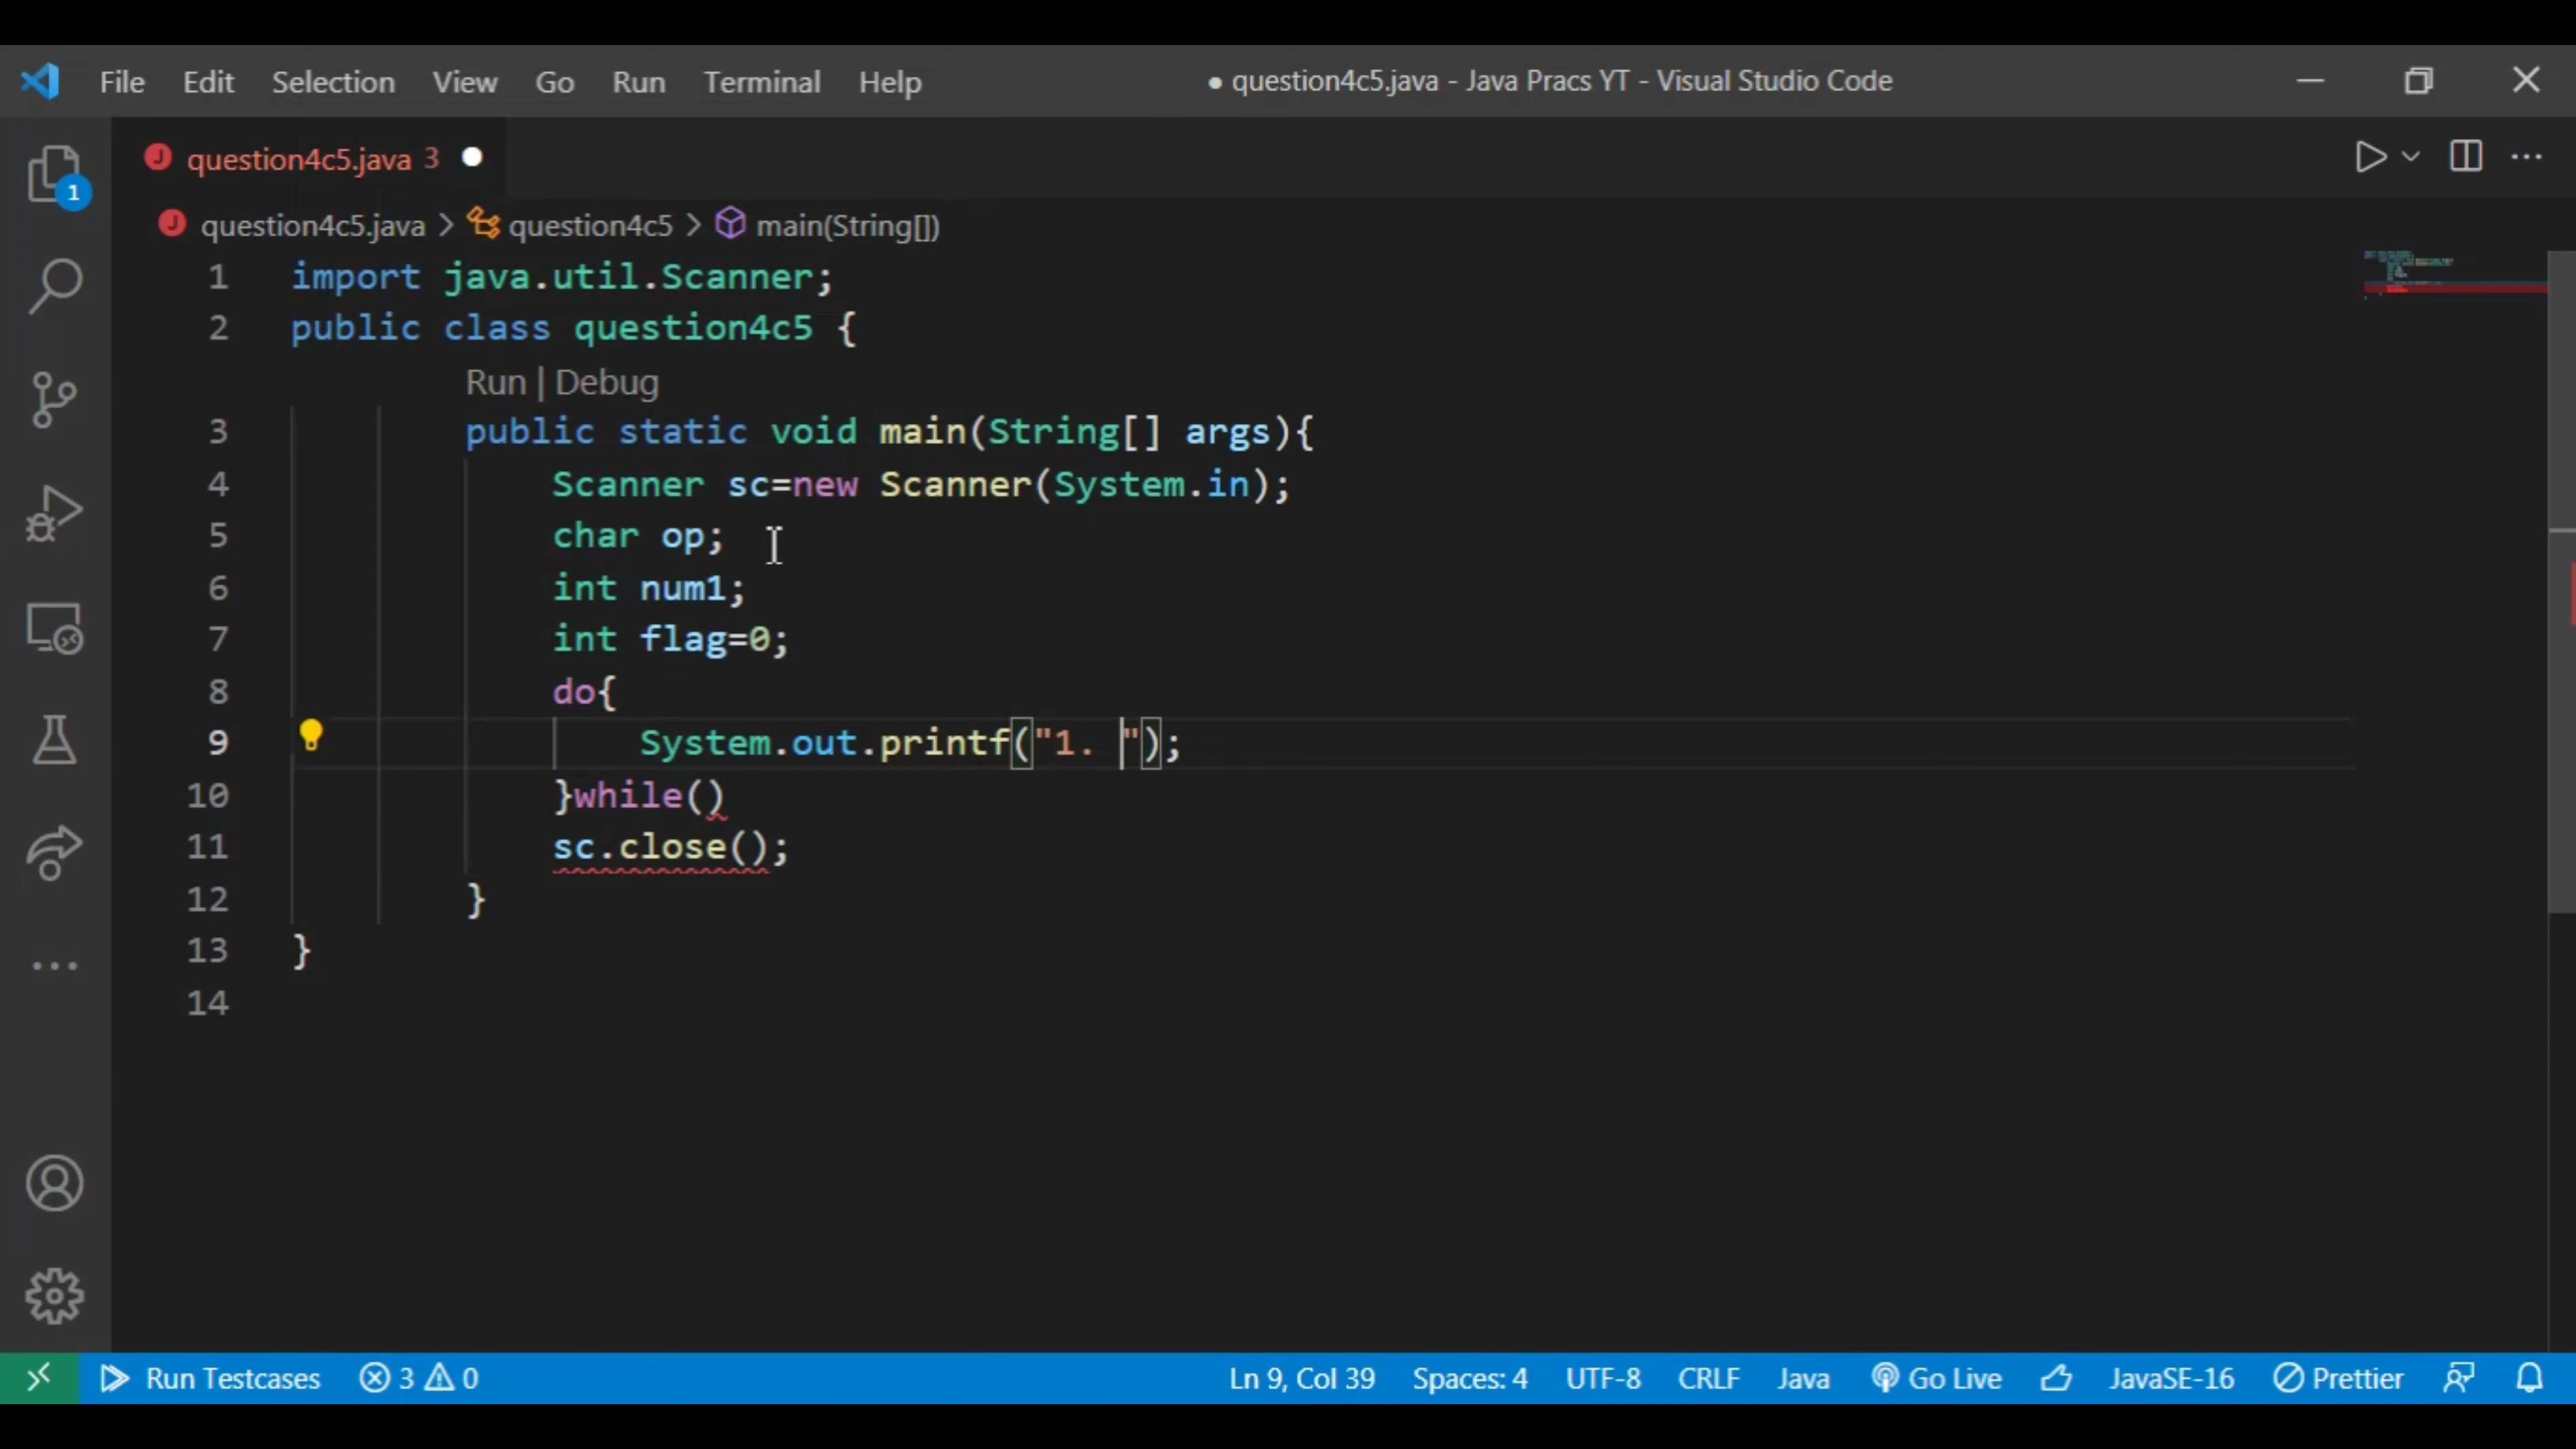 File Edit Selection View Go Run Terminal Help ● question4c5.java - Java Pracs YT - Visual Studio Code
J question4c5.java 3
1
J question4c5.java > question4c5 > main(String[])
1 import java.util.Scanner;
2 public class question4c5 {
Run | Debug
3 public static void main(String[] args){
4 Scanner sc=new Scanner(System.in);
5 char op;
6 int num1;
7 int flag=0;
8 do{
9 System.out.printf("1. ");
10 }while()
11 sc.close();
12 }
13 }
14
Run Testcases 3 0 Ln 9, Col 39 Spaces: 4 UTF-8 CRLF Java Go Live JavaSE-16 Prettier